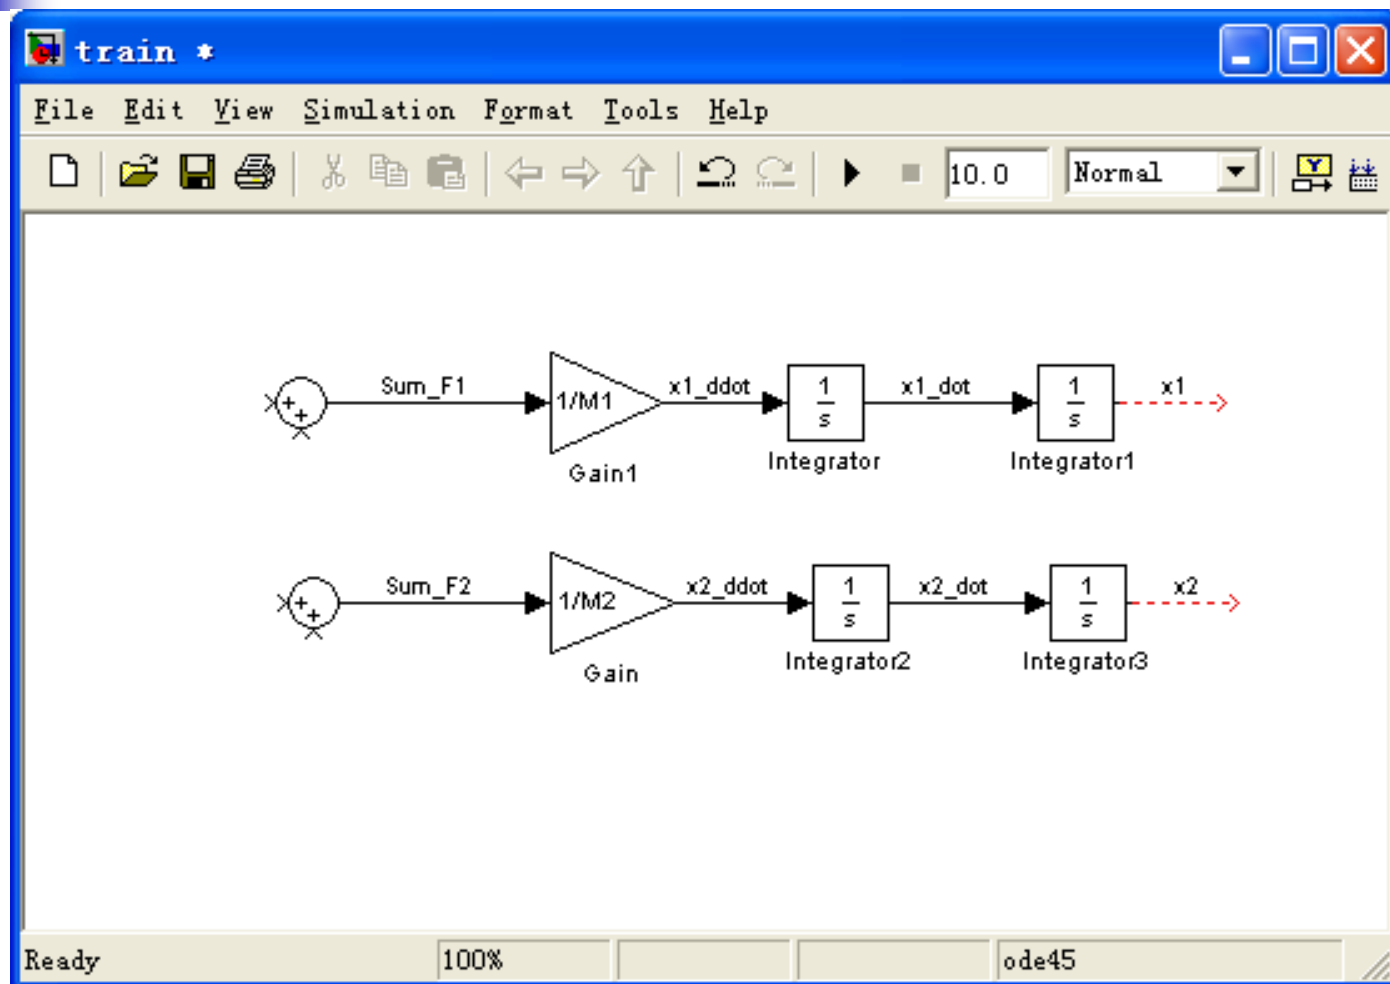 train *
File Edit View Simulation Format Tools Help
10.0 Normal
Sum_F1 1/M1 x1_ddot 1/s x1_dot 1/s x1
+ +
Gain1 Integrator Integrator1
Sum_F2 1/M2 x2_ddot 1/s x2_dot 1/s x2
+ +
Gain Integrator2 Integrator3
Ready 100% ode45